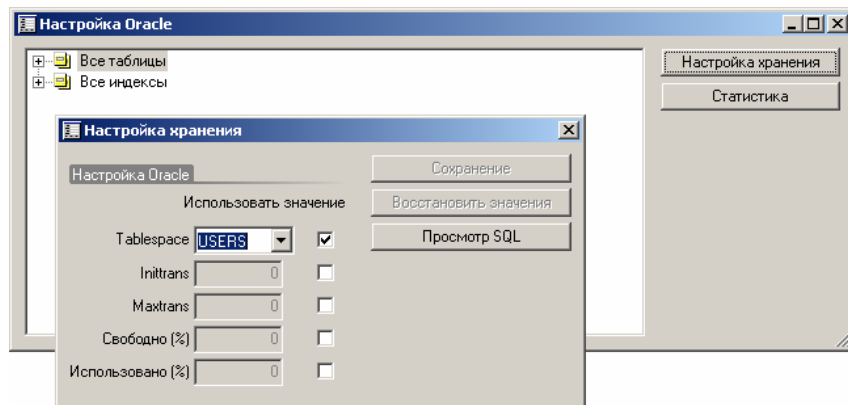 Настройка Oracle
Все таблицы
Все индексы
Настройка хранения
Статистика
Настройка хранения
Настройка Oracle
Использовать значение
Tablespace USERS
Inittrans 0
Maxtrans 0
Свободно (%) 0
Использовано (%) 0
Сохранение
Восстановить значения
Просмотр SQL